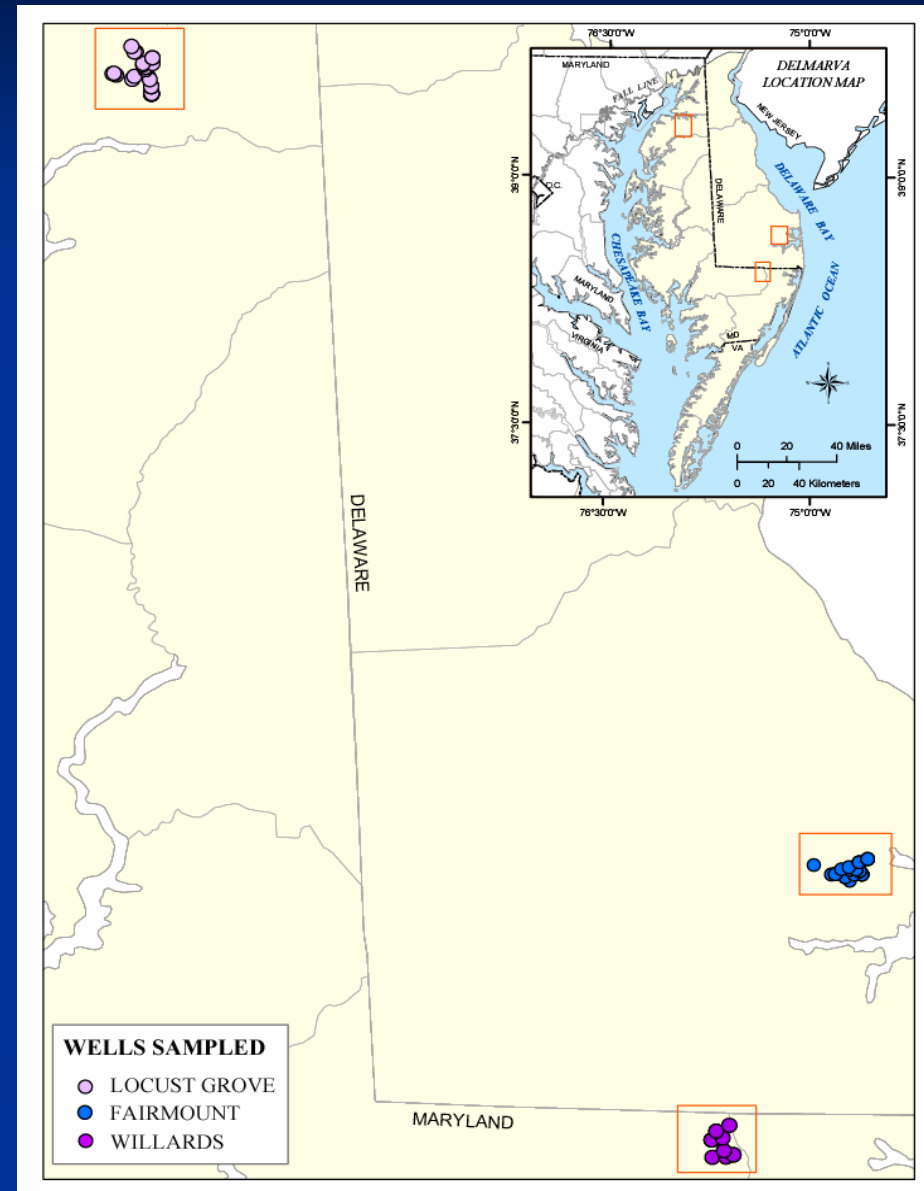 76°30'0"W
75°0'0"W
MARYLAND
DELMARVA
LOCATION MAP
FALL LINE
NEW JERSEY
39°0'0"N
39°0'0"N
D.C.
DELAWARE
DELAWARE BAY
CHESAPEAKE BAY
MARYLAND
ATLANTIC OCEAN
VIRGINIA
MD
VA
37°30'0"N
37°30'0"N
0 20 40 Miles
0 20 40 Kilometers
76°30'0"W
75°0'0"W
DELAWARE
WELLS SAMPLED
LOCUST GROVE
FAIRMOUNT
WILLARDS
MARYLAND